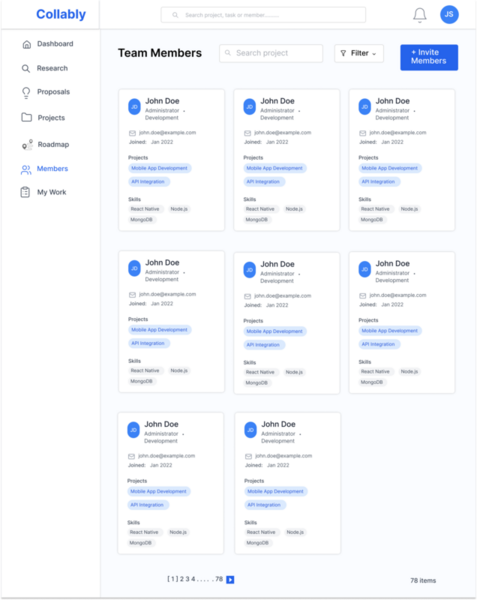 Collably
Search project, task or member.........
JS
Dashboard
Research
Proposals
Projects
Roadmap
Members
My Work
Team Members
Search project
Filter
+ Invite
Members
JD
John Doe
Administrator •
Development
john.doe@example.com
Joined: Jan 2022
Projects
Mobile App Development
API Integration
Skills
React Native Node.js
MongoDB
JD
John Doe
Administrator •
Development
john.doe@example.com
Joined: Jan 2022
Projects
Mobile App Development
API Integration
Skills
React Native Node.js
MongoDB
JD
John Doe
Administrator •
Development
john.doe@example.com
Joined: Jan 2022
Projects
Mobile App Development
API Integration
Skills
React Native Node.js
MongoDB
JD
John Doe
Administrator •
Development
john.doe@example.com
Joined: Jan 2022
Projects
Mobile App Development
API Integration
Skills
React Native Node.js
MongoDB
JD
John Doe
Administrator •
Development
john.doe@example.com
Joined: Jan 2022
Projects
Mobile App Development
API Integration
Skills
React Native Node.js
MongoDB
JD
John Doe
Administrator •
Development
john.doe@example.com
Joined: Jan 2022
Projects
Mobile App Development
API Integration
Skills
React Native Node.js
MongoDB
JD
John Doe
Administrator •
Development
john.doe@example.com
Joined: Jan 2022
Projects
Mobile App Development
API Integration
Skills
React Native Node.js
MongoDB
JD
John Doe
Administrator •
Development
john.doe@example.com
Joined: Jan 2022
Projects
Mobile App Development
API Integration
Skills
React Native Node.js
MongoDB
[ 1 ] 2 3 4 . . . . . 78
78 items